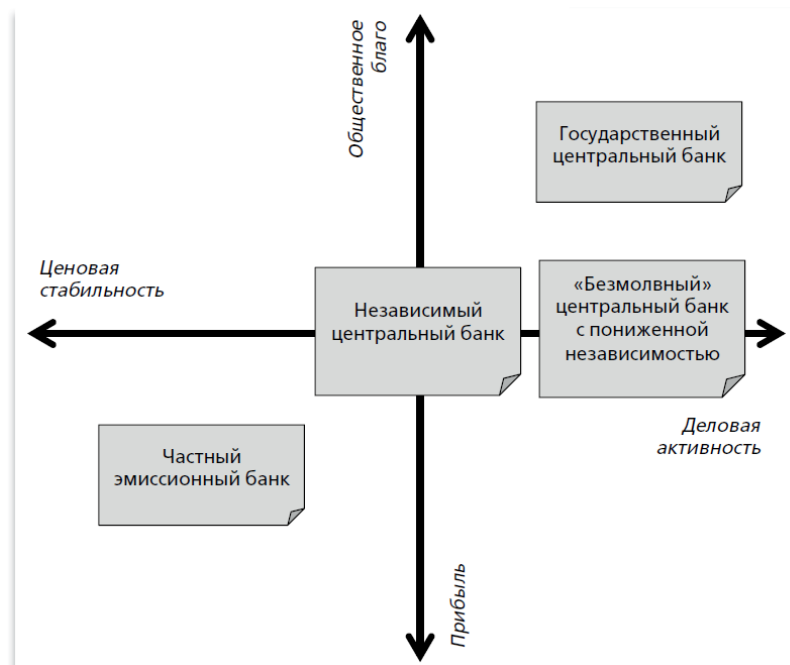 Общественное
благо
Государственный
центральный банк
Ценовая
стабильность
Независимый
центральный банк
«Безмолвный»
центральный банк
с пониженной
независимостью
Частный
эмиссионный банк
Деловая
активность
Прибыль